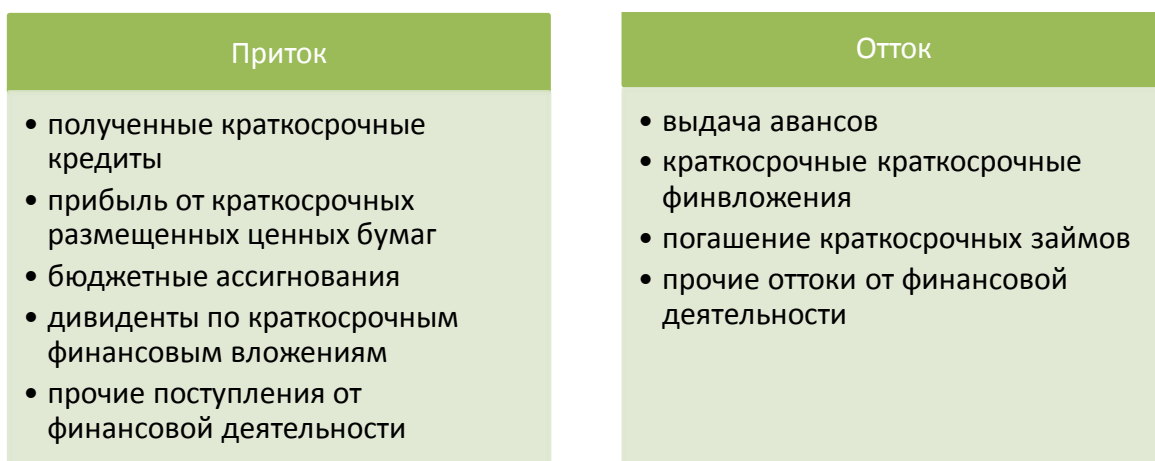 Приток
• полученные краткосрочные
кредиты
• прибыль от краткосрочных
размещенных ценных бумаг
• бюджетные ассигнования
• дивиденты по краткосрочным
финансовым вложениям
• прочие поступления от
финансовой деятельности
Отток
• выдача авансов
• краткосрочные краткосрочные
финвложения
• погашение краткосрочных займов
• прочие оттоки от финансовой
деятельности